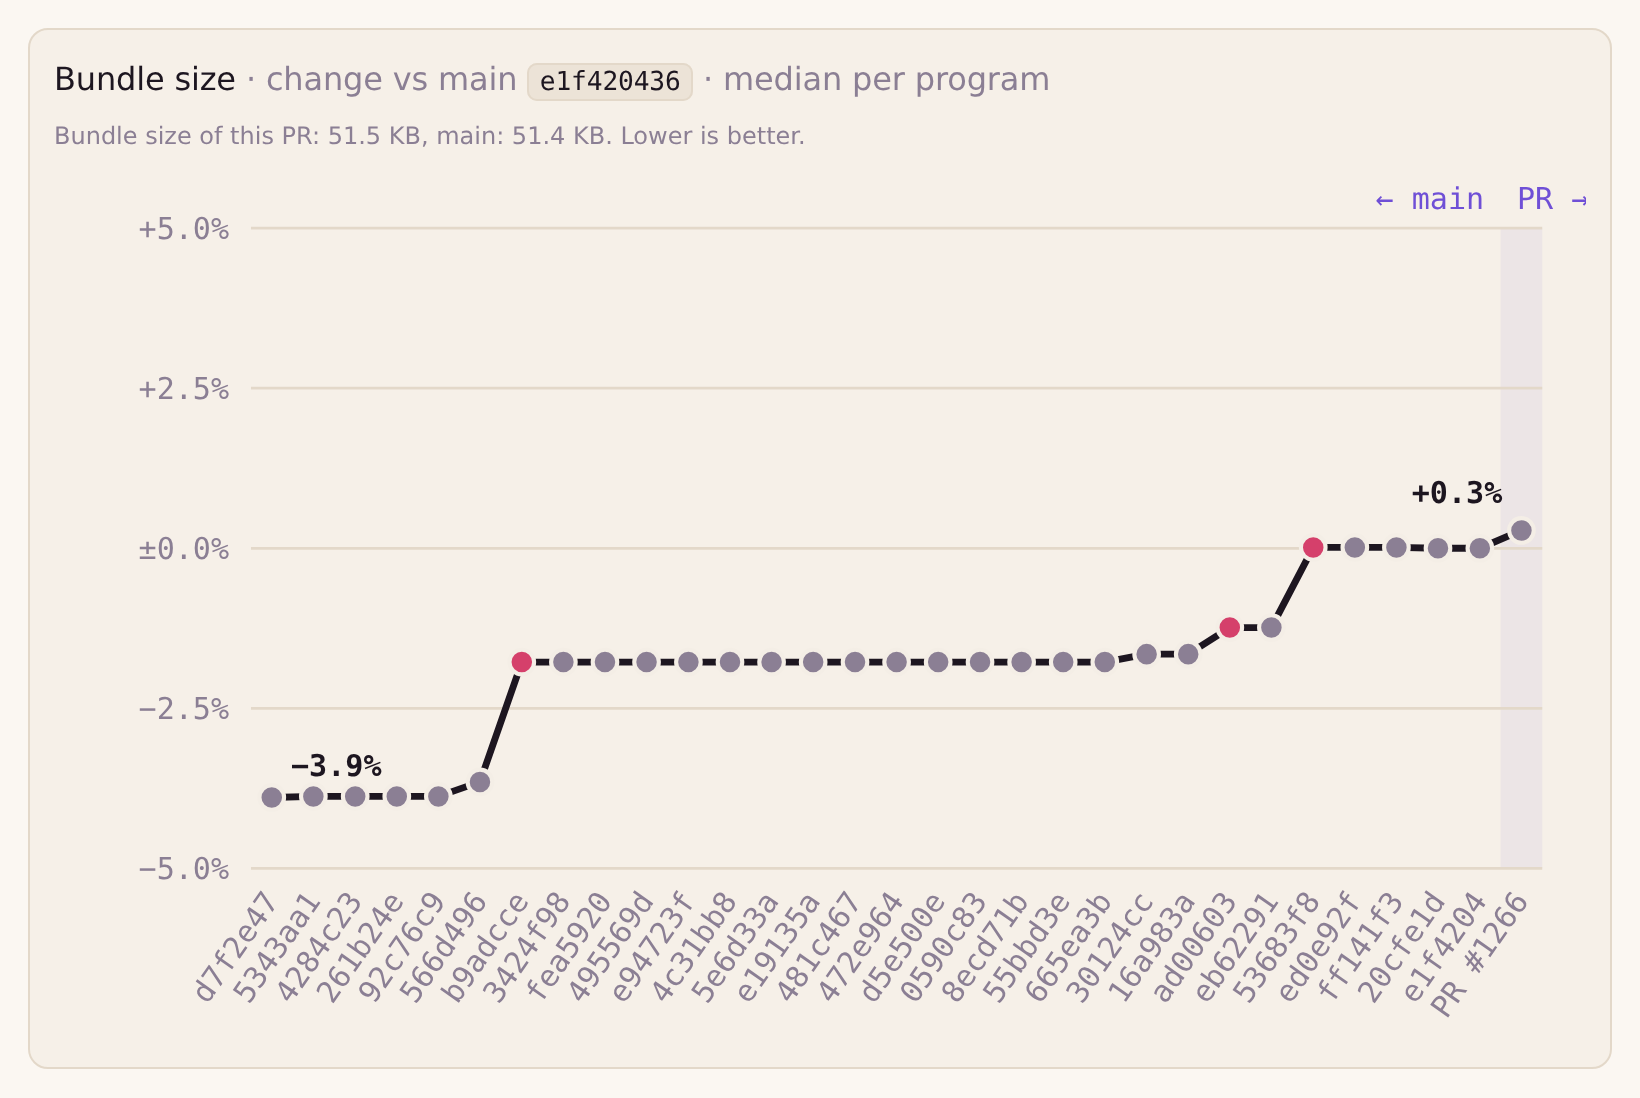 Bundle size · change vs main e1f420436 · median per program
Bundle size of this PR: 51.5 KB, main: 51.4 KB. Lower is better.
← main PR →
+5.0%
+2.5%
+0.3%
±0.0%
−2.5%
−3.9%
−5.0%
d7f2e47
5343aa1
4284c23
261b24e
92c76c9
566d496
b9adcce
3424f98
fea5920
495569d
e94723f
4c31bb8
5e6d33a
e19135a
481c467
472e964
d5e500e
0590c83
8ecd71b
55bbd3e
665ea3b
30124cc
16a983a
ad00603
eb62291
53683f8
ed0e92f
ff141f3
20cfe1d
e1f4204
PR #1266